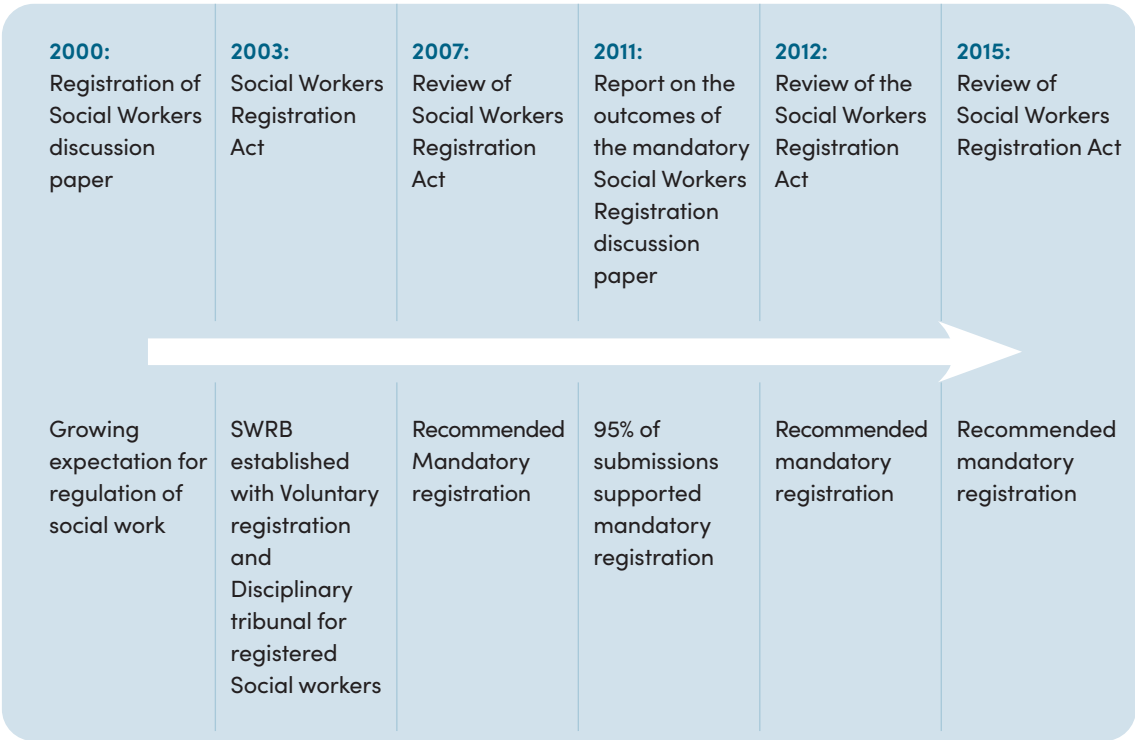 2000:
Registration of
Social Workers
discussion
paper
2003:
Social Workers
Registration
Act
2007:
Review of
Social Workers
Registration
Act
2011:
Report on the
outcomes of
the mandatory
Social Workers
Registration
discussion
paper
2012:
Review of the
Social Workers
Registration
Act
2015:
Review of
Social Workers
Registration Act
Growing
expectation for
regulation of
social work
SWRB
established
with Voluntary
registration
and
Disciplinary
tribunal for
registered
Social workers
Recommended
Mandatory
registration
95% of
submissions
supported
mandatory
registration
Recommended
mandatory
registration
Recommended
mandatory
registration